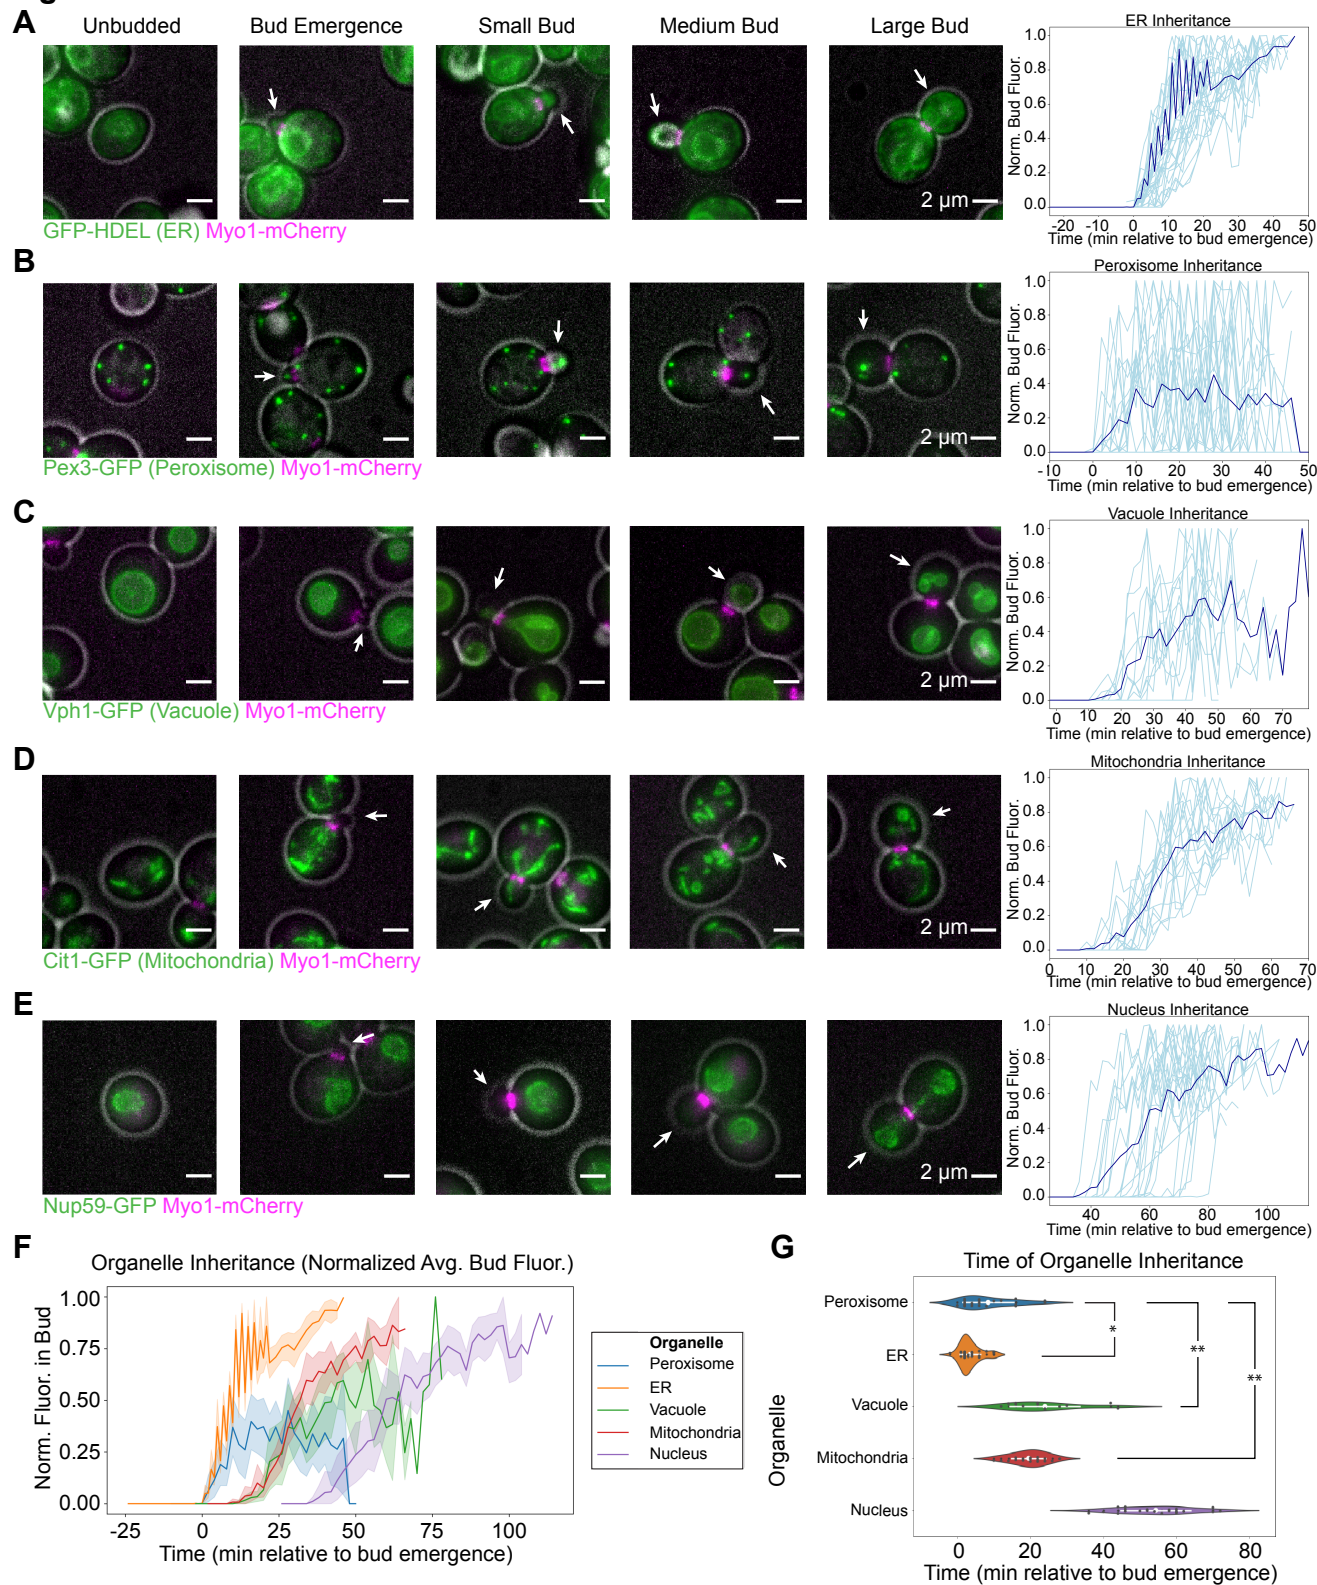 A
Unbudded
Bud Emergence
Small Bud
Medium Bud
Large Bud
2 µm
GFP-HDEL (ER) Myo1-mCherry
ER Inheritance
Norm. Bud Fluor.
1.0
0.8
0.6
0.4
0.2
0.0
-20 -10 0 10 20 30 40 50
Time (min relative to bud emergence)
B
2 µm
Pex3-GFP (Peroxisome) Myo1-mCherry
Peroxisome Inheritance
Norm. Bud Fluor.
1.0
0.8
0.6
0.4
0.2
0.0
-10 0 10 20 30 40 50
Time (min relative to bud emergence)
C
2 µm
Vph1-GFP (Vacuole) Myo1-mCherry
Vacuole Inheritance
Norm. Bud Fluor.
1.0
0.8
0.6
0.4
0.2
0.0
0 10 20 30 40 50 60 70
Time (min relative to bud emergence)
D
2 µm
Cit1-GFP (Mitochondria) Myo1-mCherry
Mitochondria Inheritance
Norm. Bud Fluor.
1.0
0.8
0.6
0.4
0.2
0.0
0 10 20 30 40 50 60 70
Time (min relative to bud emergence)
E
2 µm
Nup59-GFP Myo1-mCherry
Nucleus Inheritance
Norm. Bud Fluor.
1.0
0.8
0.6
0.4
0.2
0.0
40 60 80 100
Time (min relative to bud emergence)
F
Organelle Inheritance (Normalized Avg. Bud Fluor.)
Norm. Fluor. in Bud
1.00
0.75
0.50
0.25
0.00
-25 0 25 50 75 100
Time (min relative to bud emergence)
Organelle
Peroxisome
ER
Vacuole
Mitochondria
Nucleus
G
Time of Organelle Inheritance
Organelle
Peroxisome
ER
Vacuole
Mitochondria
Nucleus
*
**
**
0 20 40 60 80
Time (min relative to bud emergence)